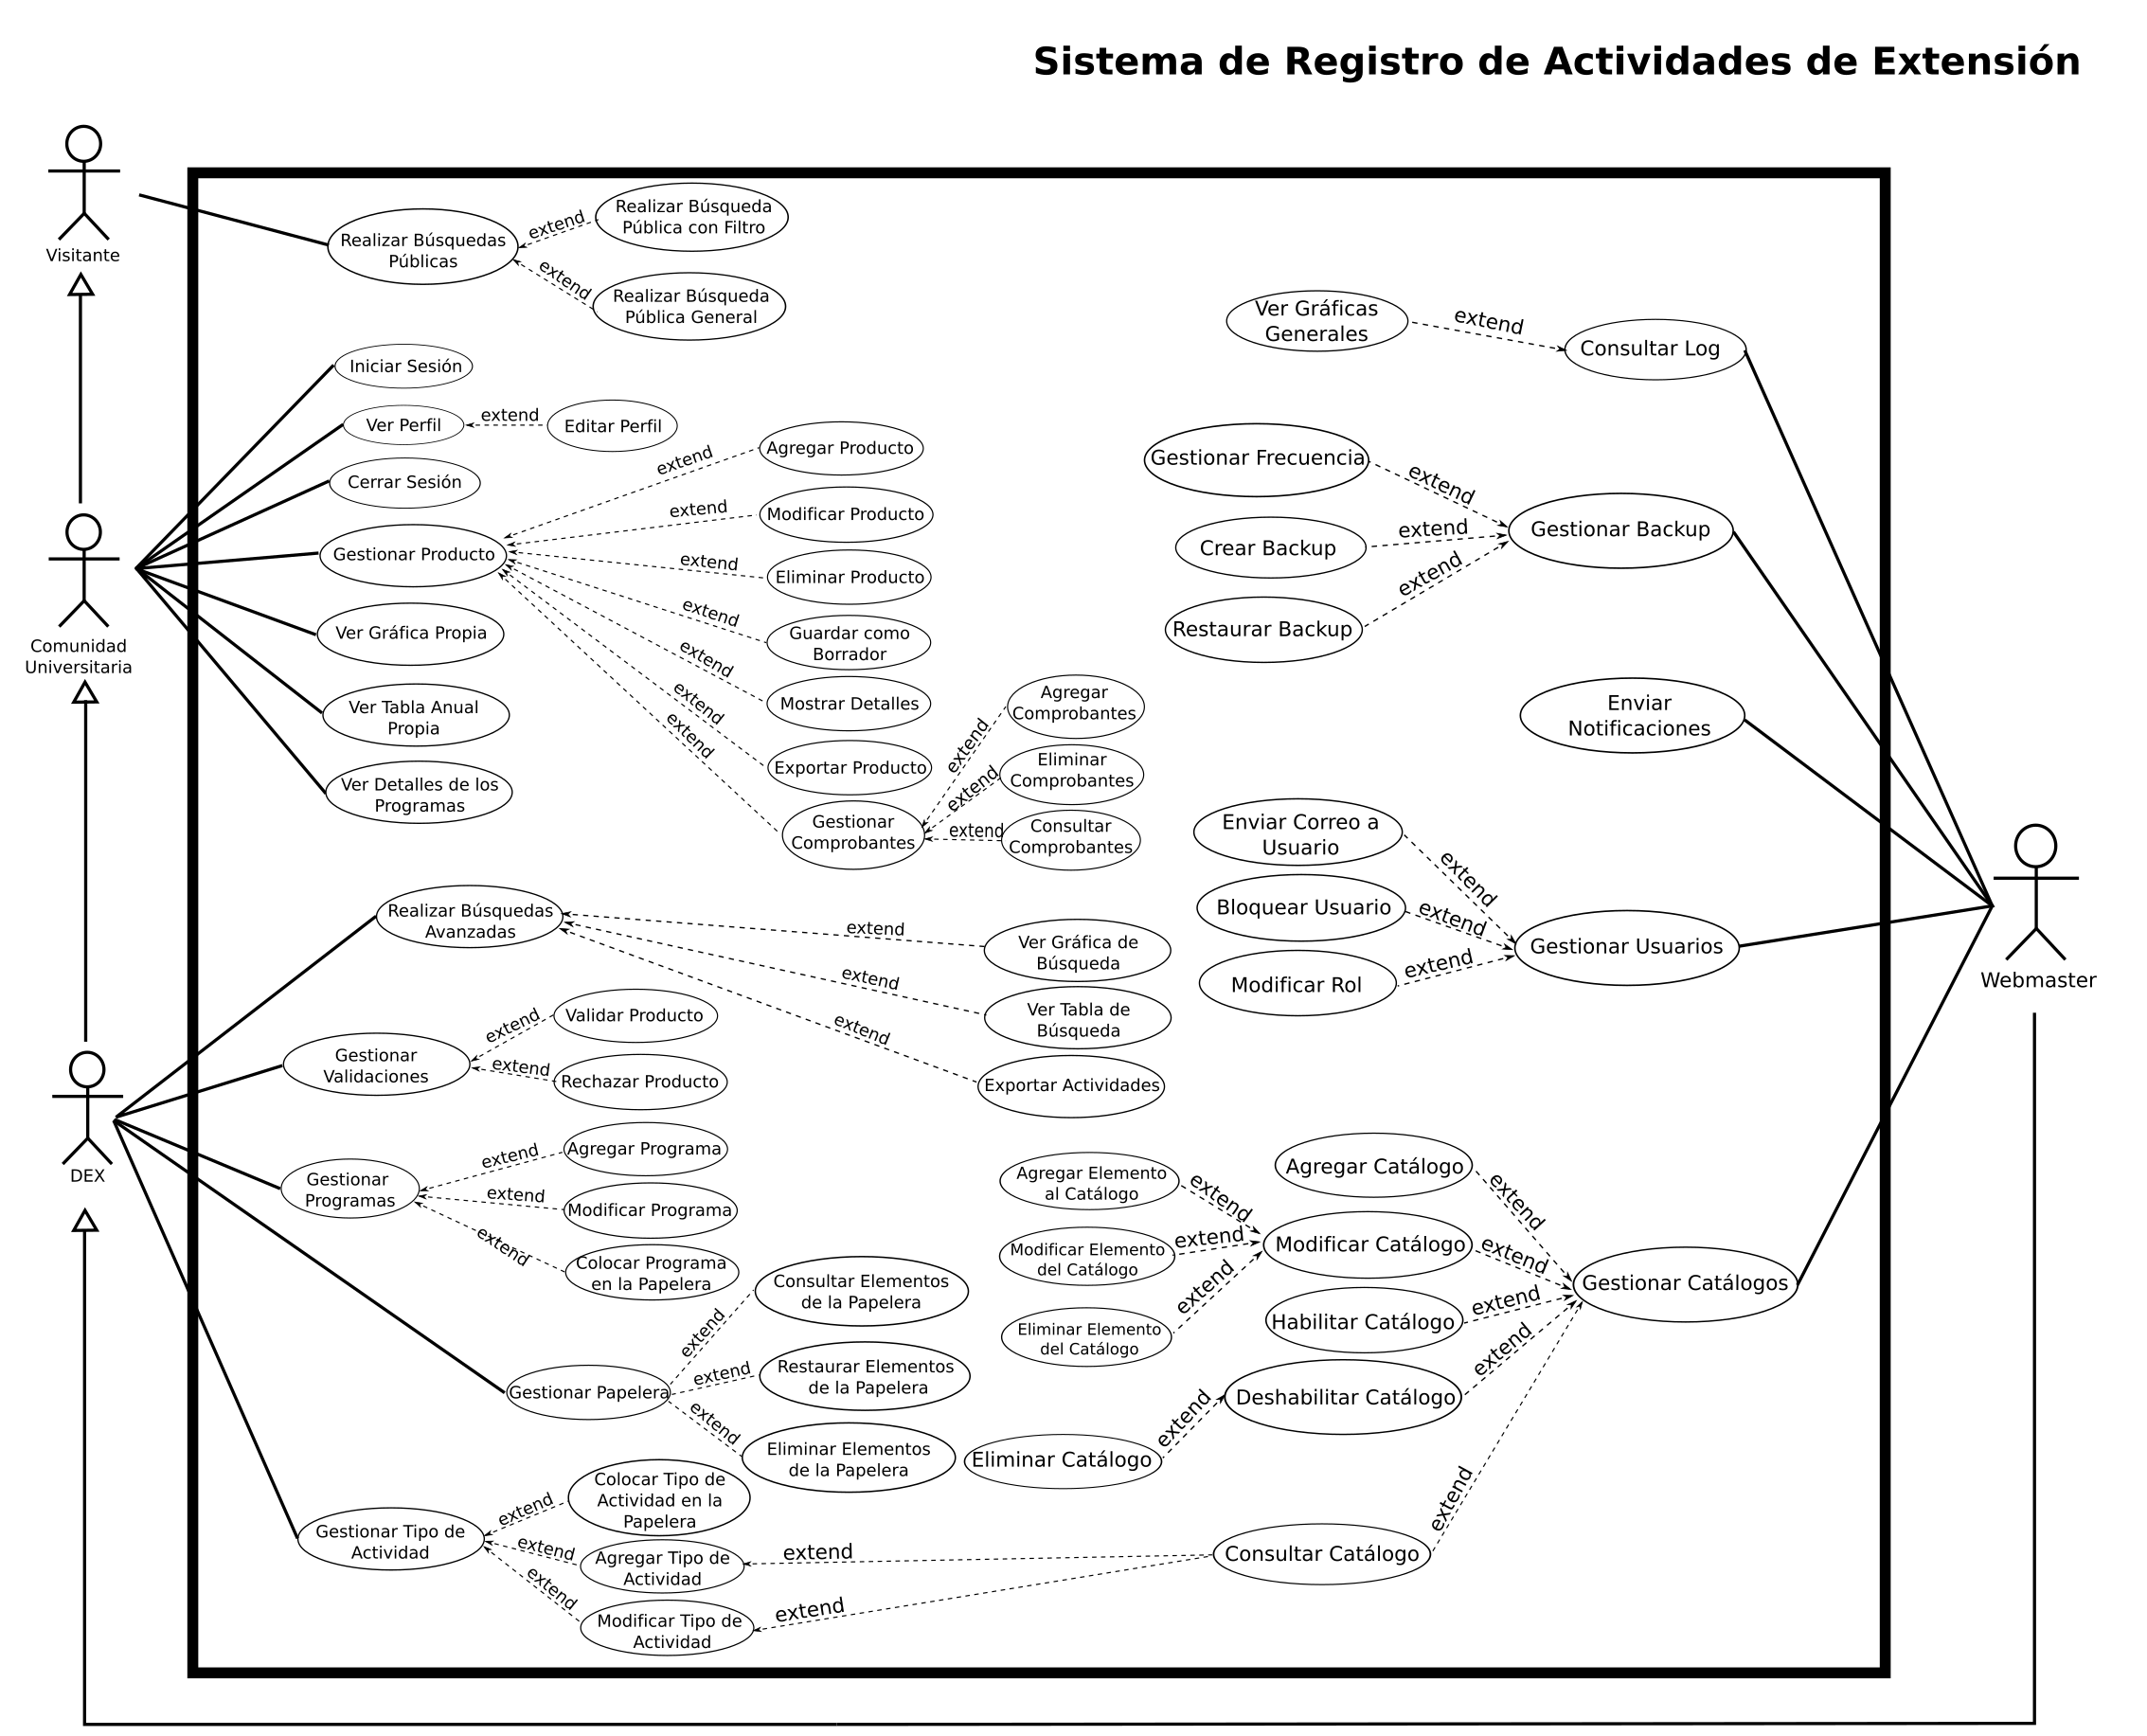 Sistema de Registro de Actividades de Extensión
Visitante
Realizar Búsquedas
Públicas
extend
Realizar Búsqueda
Pública con Filtro
extend
Realizar Búsqueda
Pública General
Comunidad
Universitaria
Iniciar Sesión
Ver Perfil
extend
Editar Perfil
Cerrar Sesión
Gestionar Producto
extend
Agregar Producto
extend
Modificar Producto
extend
Eliminar Producto
extend
Guardar como
Borrador
extend
Mostrar Detalles
extend
Exportar Producto
extend
Gestionar
Comprobantes
extend
Agregar
Comprobantes
extend
Eliminar
Comprobantes
extend
Consultar
Comprobantes
Ver Gráfica Propia
Ver Tabla Anual
Propia
Ver Detalles de los
Programas
DEX
Realizar Búsquedas
Avanzadas
extend
Ver Gráfica de
Búsqueda
extend
Ver Tabla de
Búsqueda
extend
Exportar Actividades
Gestionar
Validaciones
extend
Validar Producto
extend
Rechazar Producto
Gestionar
Programas
extend
Agregar Programa
extend
Modificar Programa
extend
Colocar Programa
en la Papelera
Gestionar Papelera
extend
Consultar Elementos
de la Papelera
extend
Restaurar Elementos
de la Papelera
extend
Eliminar Elementos
de la Papelera
Gestionar Tipo de
Actividad
extend
Colocar Tipo de
Actividad en la
Papelera
extend
Agregar Tipo de
Actividad
extend
Modificar Tipo de
Actividad
extend
extend
Ver Gráficas
Generales
extend
Consultar Log
Gestionar Frecuencia
extend
Crear Backup
extend
Restaurar Backup
extend
Gestionar Backup
Enviar
Notificaciones
Enviar Correo a
Usuario
extend
Bloquear Usuario
extend
Modificar Rol
extend
Gestionar Usuarios
Webmaster
Agregar Elemento
al Catálogo
extend
Modificar Elemento
del Catálogo
extend
Eliminar Elemento
del Catálogo
extend
Agregar Catálogo
extend
Modificar Catálogo
extend
Habilitar Catálogo
extend
Deshabilitar Catálogo
extend
Eliminar Catálogo
extend
Consultar Catálogo
extend
Gestionar Catálogos